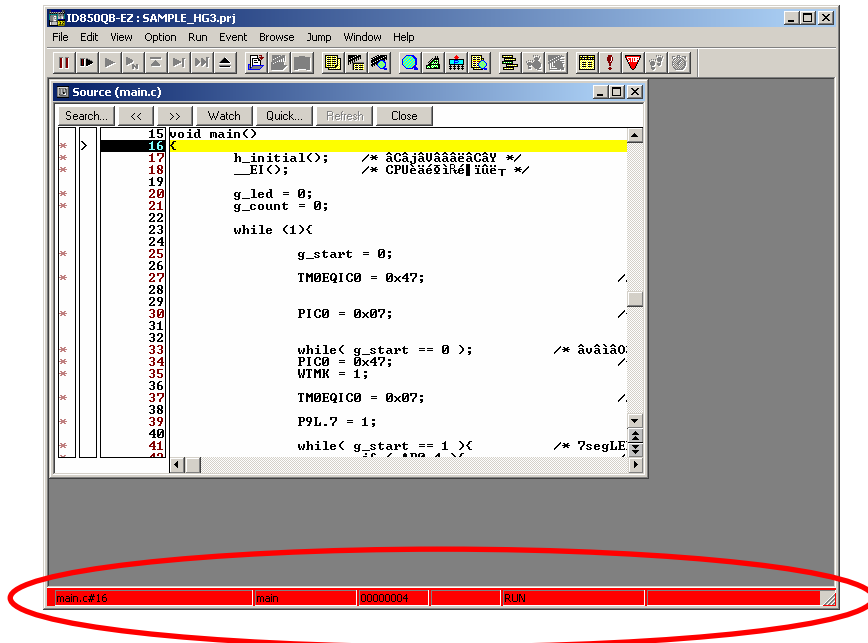 ID850QB-EZ : SAMPLE_HG3.prj
File Edit View Option Run Event Browse Jump Window Help
Source (main.c)
Search... << >> Watch Quick... Refresh Close
15 void main()
* > 16 {
* 17 h_initial(); /* âCâjâVâââëâCâY */
* 18 __EI(); /*
19
* 20 g_led = 0;
* 21 g_count = 0;
22
23 while (1){
24
* 25 g_start = 0;
26
* 27 TM0EQIC0 = 0x47; /
28
29
* 30 PIC0 = 0x07; /
31
32
* 33 while( g_start == 0 ); /* âvâìâO
* 34 PIC0 = 0x47; /
* 35 WTMK = 1;
36
* 37 TM0EQIC0 = 0x07; /
38
* 39 P9L.7 = 1;
40
* 41 while( g_start == 1 ){ /* 7segLE
42
main.c#16 main 00000004 RUN